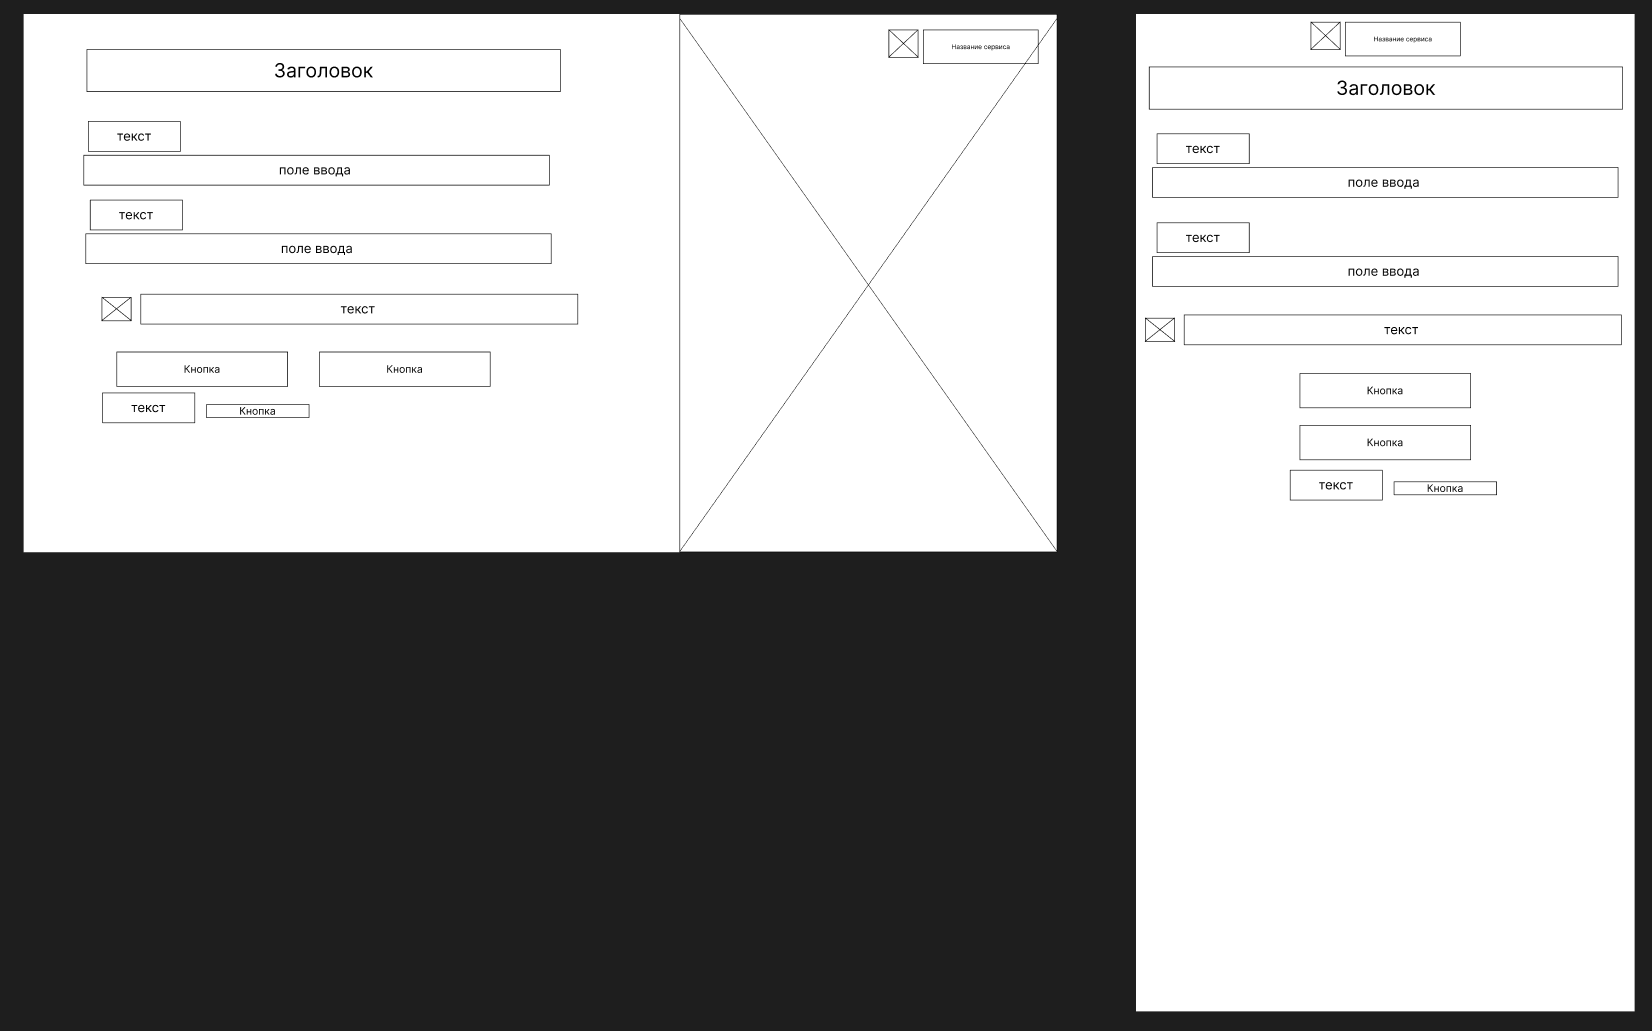 Заголовок
текст
поле ввода
текст
поле ввода
текст
Кнопка
Кнопка
текст
Кнопка
Название сервиса
Название сервиса
Заголовок
текст
поле ввода
текст
поле ввода
текст
Кнопка
Кнопка
текст
Кнопка